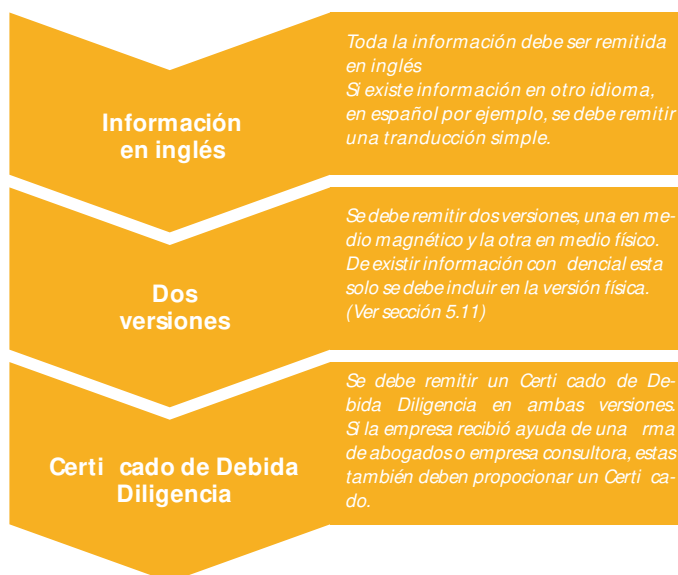 Información
en inglés
Toda la información debe ser remitida
en inglés
Si existe información en otro idioma,
en español por ejemplo, se debe remitir
una tranducción simple.
Dos
versiones
Se debe remitir dos versiones, una en me-
dio magnético y la otra en medio físico.
De existir información con dencial esta
solo se debe incluir en la versión física.
(Ver sección 5.11)
Certi cado de Debida
Diligencia
Se debe remitir un Certi cado de De-
bida Diligencia en ambas versiones.
Si la empresa recibió ayuda de una rma
de abogados o empresa consultora, estas
también deben propocionar un Certi ca-
do.